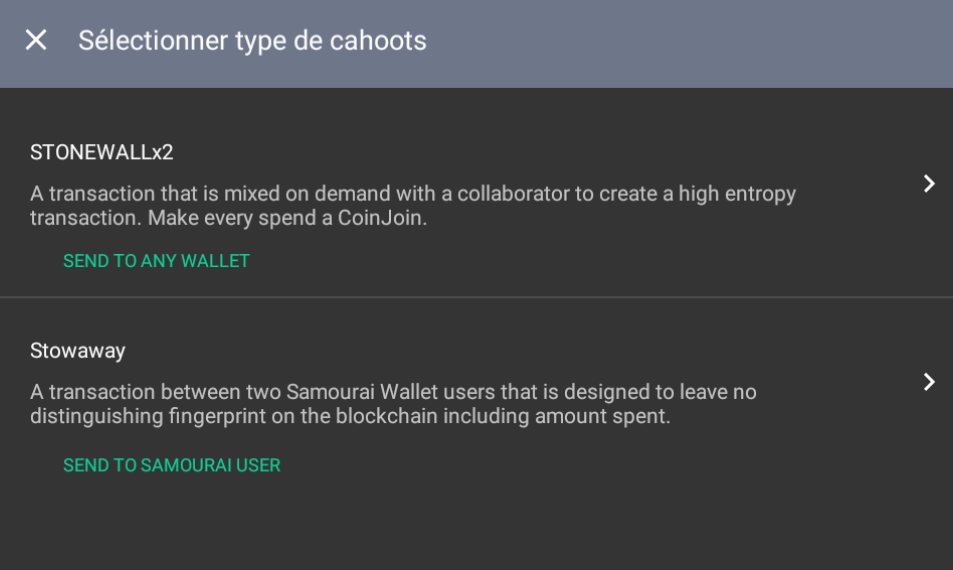 Sélectionner type de cahoots
STONEWALLx2
A transaction that is mixed on demand with a collaborator to create a high entropy
transaction. Make every spend a CoinJoin.
SEND TO ANY WALLET
Stowaway
A transaction between two Samourai Wallet users that is designed to leave no
distinguishing fingerprint on the blockchain including amount spent.
SEND TO SAMOURAI USER